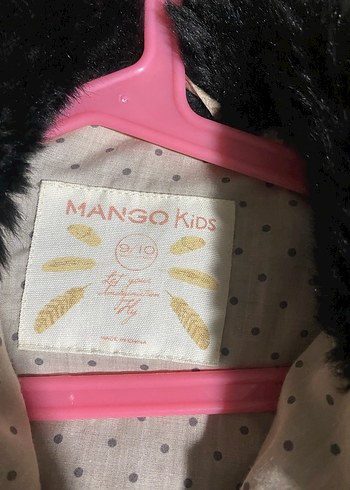 MANGO KiDS
9/10
let your
imagination
fly
MADE IN CHINA